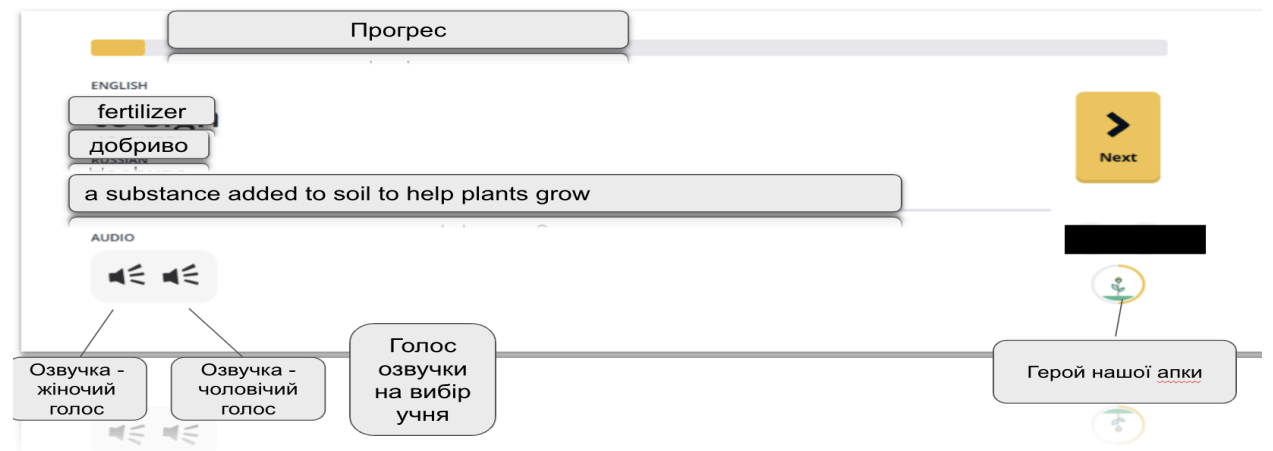 Прогрес
ENGLISH
fertilizer
добриво
RUSSIAN
a substance added to soil to help plants grow
Next
AUDIO
Озвучка -
жіночий
голос
Озвучка -
чоловічий
голос
Голос
озвучки
на вибір
учня
Герой нашої апки